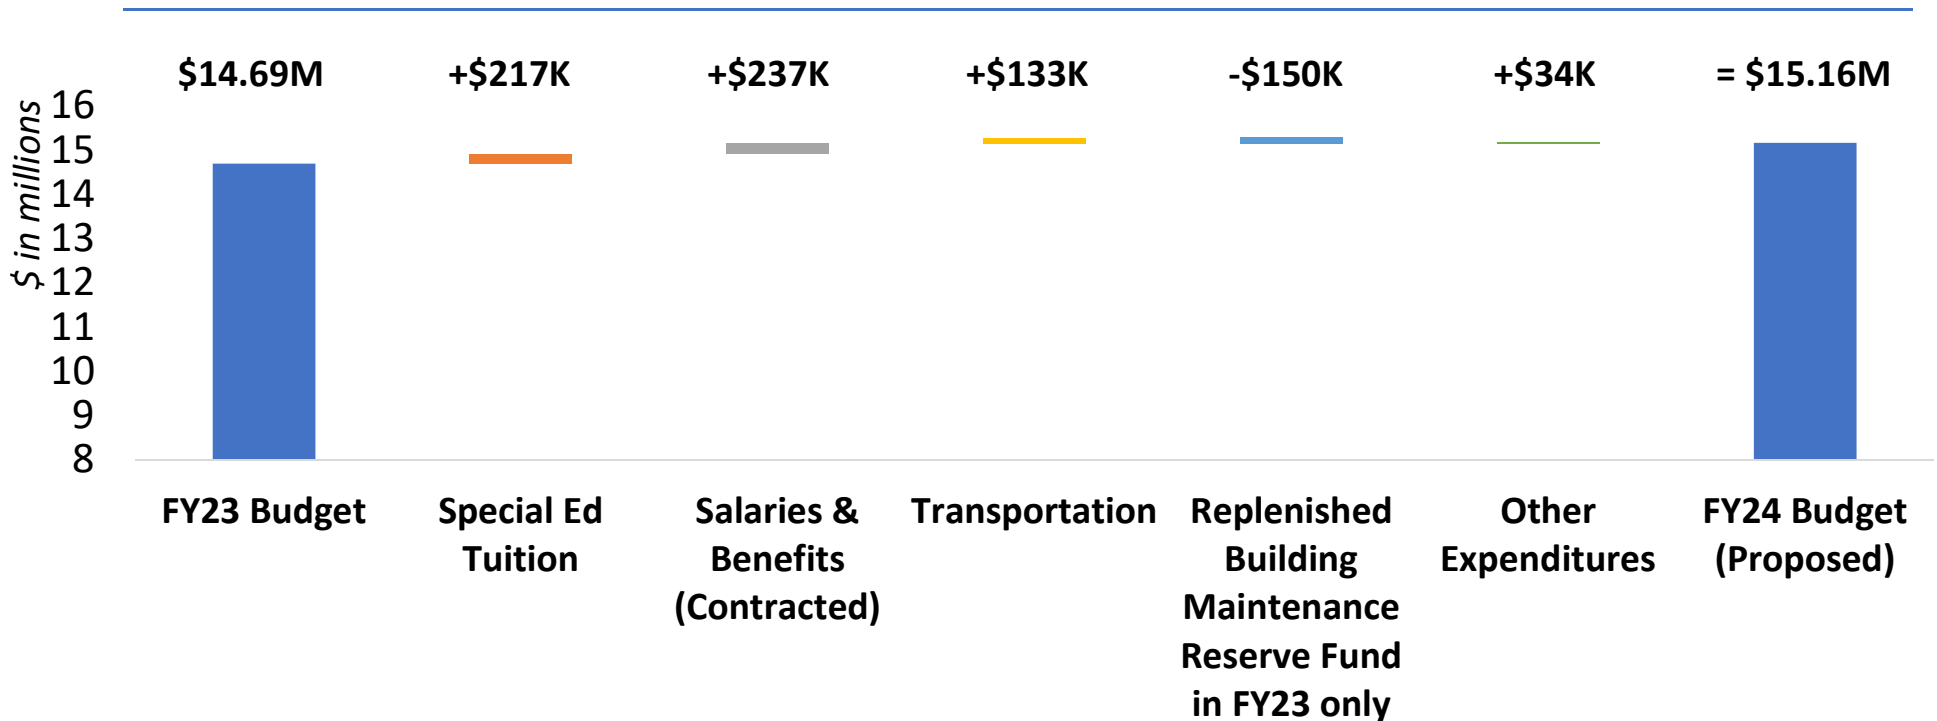 $14.69M +$217K +$237K +$133K -$150K +$34K = $15.16M
$ in millions
16
15
14
13
12
11
10
9
8
FY23 Budget
Special Ed
Tuition
Salaries &
Benefits
(Contracted)
Transportation
Replenished
Building
Maintenance
Reserve Fund
in FY23 only
Other
Expenditures
FY24 Budget
(Proposed)